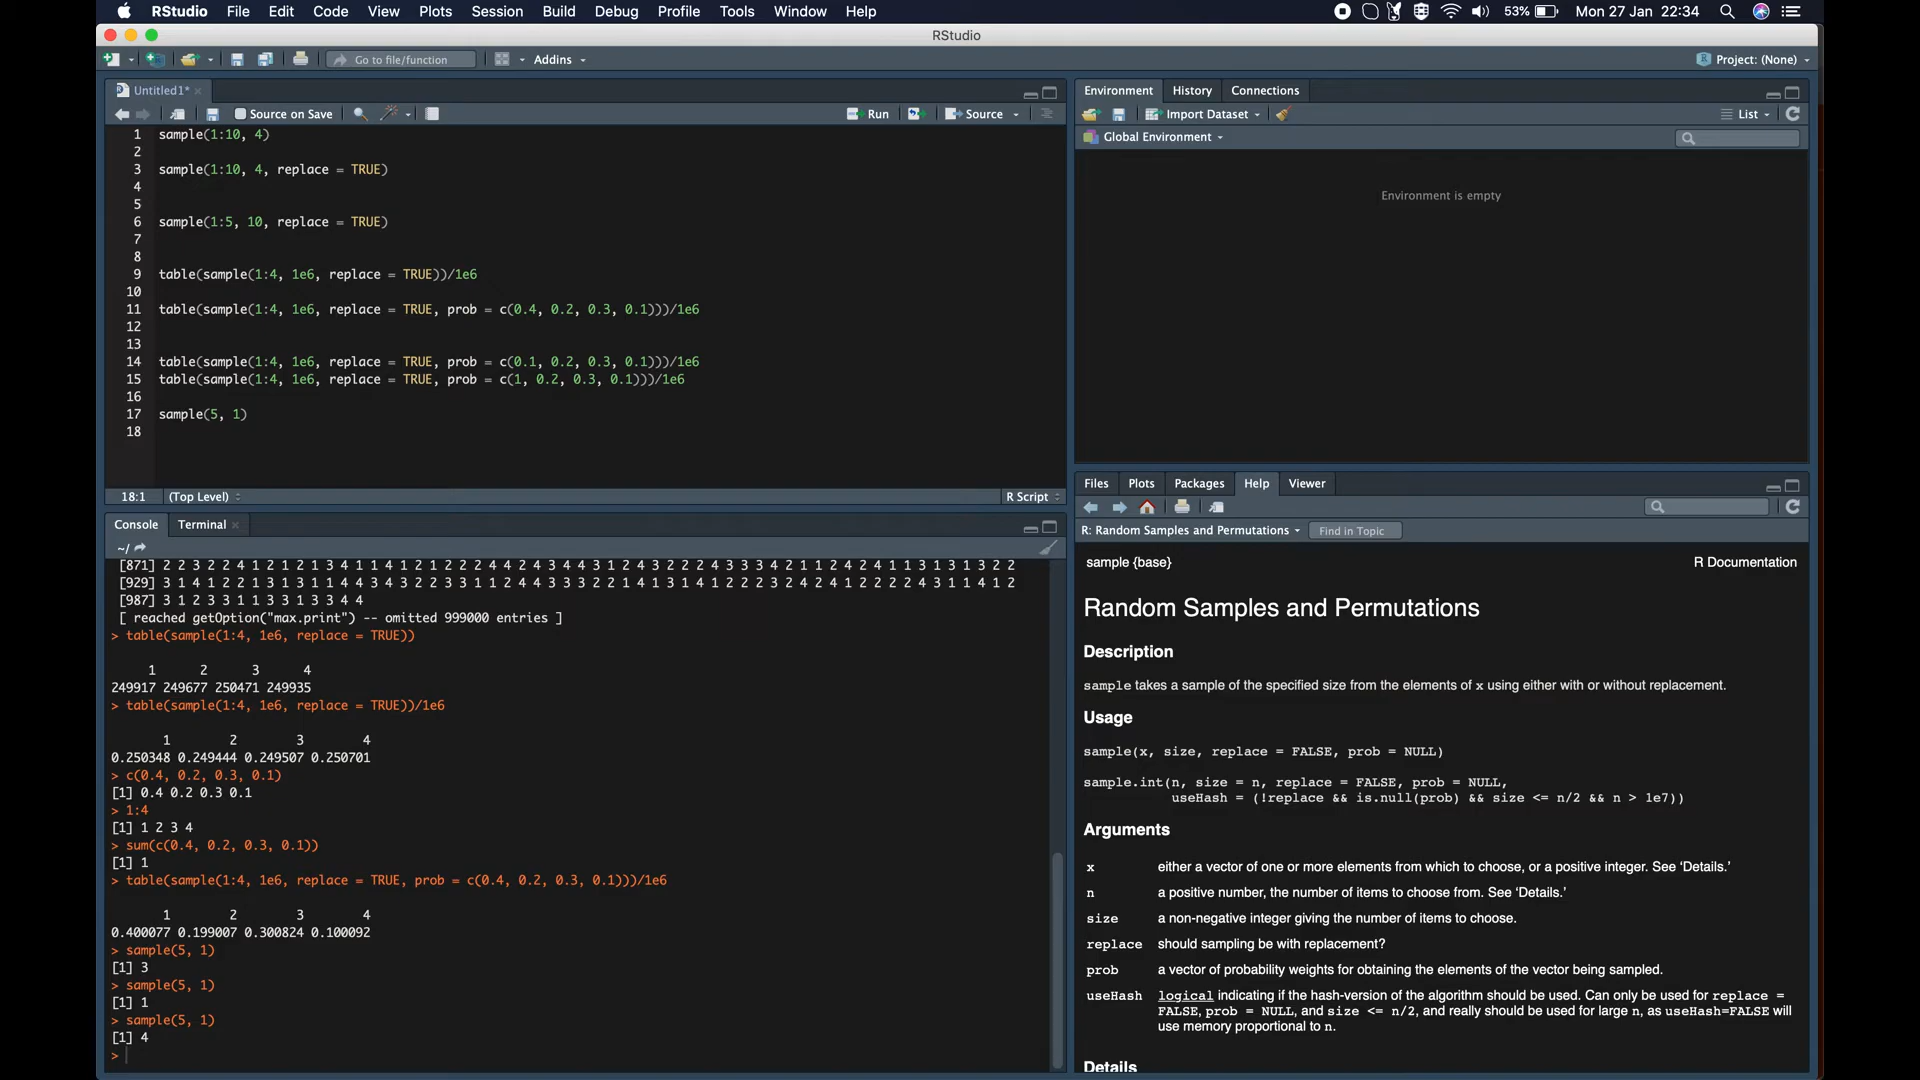 RStudio File Edit Code View Plots Session Build Debug Profile Tools Window Help 53% Mon 27 Jan 22:34
RStudio
Go to file/function Addins Project: (None)
Untitled1*
Source on Save Run Source
1 sample(1:10, 4)
2
3 sample(1:10, 4, replace = TRUE)
4
5
6 sample(1:5, 10, replace = TRUE)
7
8
9 table(sample(1:4, 1e6, replace = TRUE))/1e6
10
11 table(sample(1:4, 1e6, replace = TRUE, prob = c(0.4, 0.2, 0.3, 0.1)))/1e6
12
13
14 table(sample(1:4, 1e6, replace = TRUE, prob = c(0.1, 0.2, 0.3, 0.1)))/1e6
15 table(sample(1:4, 1e6, replace = TRUE, prob = c(1, 0.2, 0.3, 0.1)))/1e6
16
17 sample(5, 1)
18
18:1 (Top Level) R Script
Console Terminal
~/
[871] 2 2 3 2 2 4 1 2 1 2 1 3 4 1 1 4 1 2 1 2 2 2 4 4 2 4 3 4 4 3 1 2 4 3 2 2 2 4 3 3 3 4 2 1 1 2 4 2 4 1 1 3 1 3 1 3 2 2
[929] 3 1 4 1 2 2 1 3 1 1 4 4 3 4 3 2 2 3 3 1 1 2 4 4 3 3 3 2 2 1 4 1 3 1 4 1 2 2 2 3 2 4 2 4 1 2 2 2 2 4 3 1 1 4 1 2
[987] 3 1 2 3 3 1 1 3 3 1 3 3 4 4
[ reached getOption("max.print") -- omitted 999000 entries ]
> table(sample(1:4, 1e6, replace = TRUE))
1 2 3 4
249917 249677 250471 249935
> table(sample(1:4, 1e6, replace = TRUE))/1e6
1 2 3 4
0.250348 0.249444 0.249507 0.250701
> c(0.4, 0.2, 0.3, 0.1)
[1] 0.4 0.2 0.3 0.1
> 1:4
[1] 1 2 3 4
> sum(c(0.4, 0.2, 0.3, 0.1))
[1] 1
> table(sample(1:4, 1e6, replace = TRUE, prob = c(0.4, 0.2, 0.3, 0.1)))/1e6
1 2 3 4
0.400077 0.199007 0.300824 0.100092
> sample(5, 1)
[1] 3
> sample(5, 1)
[1] 1
> sample(5, 1)
[1] 4
>
Environment History Connections
Import Dataset List
Global Environment
Environment is empty
Files Plots Packages Help Viewer
R: Random Samples and Permutations Find in Topic
sample {base} R Documentation
Random Samples and Permutations
Description
sample takes a sample of the specified size from the elements of x using either with or without replacement.
Usage
sample(x, size, replace = FALSE, prob = NULL)
sample.int(n, size = n, replace = FALSE, prob = NULL,
useHash = (!replace && is.null(prob) && size <= n/2 && n > 1e7))
Arguments
x either a vector of one or more elements from which to choose, or a positive integer. See ‘Details.’
n a positive number, the number of items to choose from. See ‘Details.’
size a non-negative integer giving the number of items to choose.
replace should sampling be with replacement?
prob a vector of probability weights for obtaining the elements of the vector being sampled.
useHash logical indicating if the hash-version of the algorithm should be used. Can only be used for replace =
FALSE, prob = NULL, and size <= n/2, and really should be used for large n, as useHash=FALSE will
use memory proportional to n.
Details